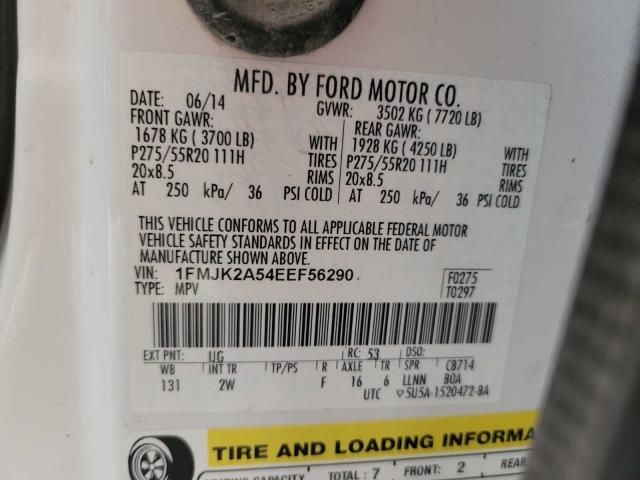 MFD. BY FORD MOTOR CO.
DATE: 06/14 GVWR: 3502 KG ( 7720 LB)
FRONT GAWR: REAR GAWR:
1678 KG ( 3700 LB) WITH 1928 KG ( 4250 LB) WITH
P275/55R20 111H TIRES P275/55R20 111H TIRES
20x8.5 RIMS 20x8.5 RIMS
AT 250 kPa/ 36 PSI COLD AT 250 kPa/ 36 PSI COLD
THIS VEHICLE CONFORMS TO ALL APPLICABLE FEDERAL MOTOR
VEHICLE SAFETY STANDARDS IN EFFECT ON THE DATE OF
MANUFACTURE SHOWN ABOVE.
VIN: 1FMJK2A54EEF56290 F0275
TYPE: MPV T0297
EXT PNT: UG RC: 53 DSO:
WB INT TR TP/PS R AXLE TR SPR CB714
131 2W F 16 6 LLNN BOA
UTC ▽5U5A-1520472-BA
TIRE AND LOADING INFORMA
CAPACITY TOTAL: 7 FRONT: 2 REAR